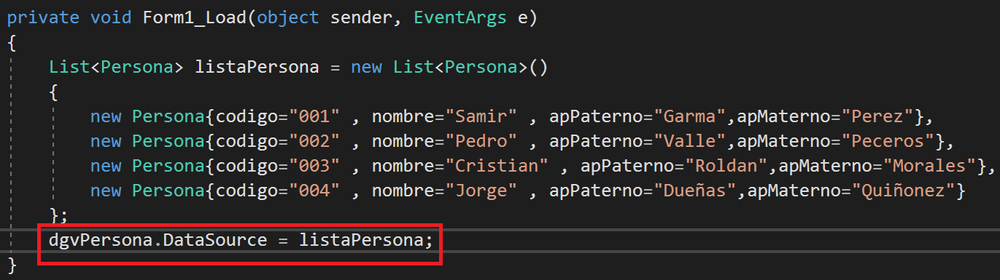 private void Form1_Load(object sender, EventArgs e)
{
List<Persona> listaPersona = new List<Persona>()
{
new Persona{codigo="001" , nombre="Samir" , apPaterno="Garma",apMaterno="Perez"},
new Persona{codigo="002" , nombre="Pedro" , apPaterno="Valle",apMaterno="Peceros"},
new Persona{codigo="003" , nombre="Cristian" , apPaterno="Roldan",apMaterno="Morales"},
new Persona{codigo="004" , nombre="Jorge" , apPaterno="Dueñas",apMaterno="Quiñonez"}
};
dgvPersona.DataSource = listaPersona;
}